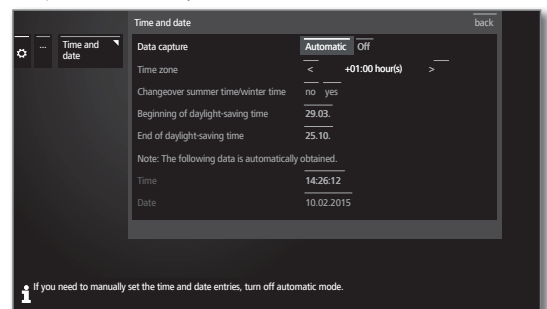 Time and date back
... Time and date
Data capture Automatic Off
Time zone < +01:00 hour(s) >
Changeover summer time/winter time no yes
Beginning of daylight-saving time 29.03.
End of daylight-saving time 25.10.
Note: The following data is automatically obtained.
Time 14:26:12
Date 10.02.2015
If you need to manually set the time and date entries, turn off automatic mode.